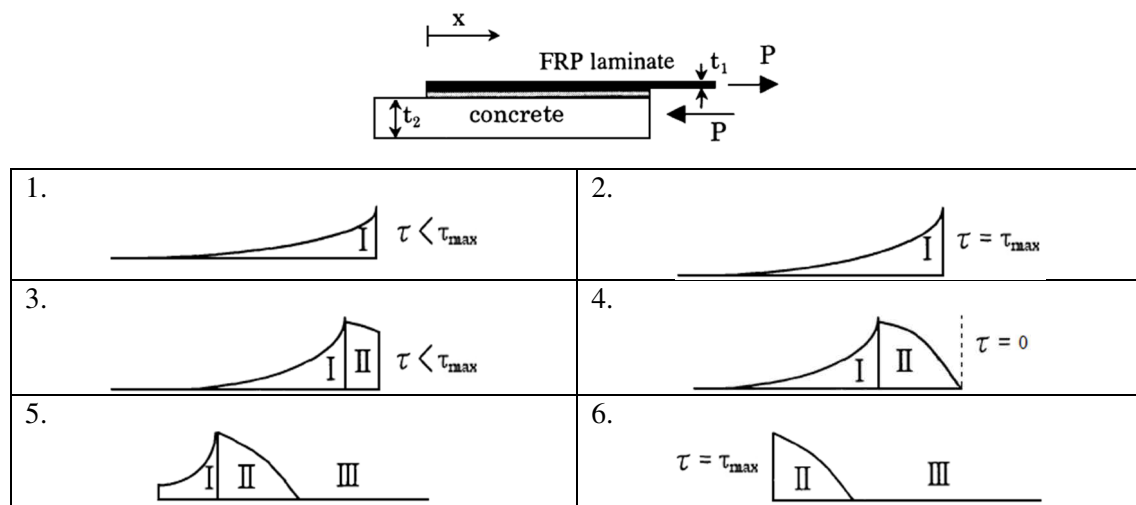 x
FRP laminate
t₁
P
t₂
concrete
P
1.
I
τ < τmax
2.
I
τ = τmax
3.
I
II
τ < τmax
4.
I
II
τ = 0
5.
I
II
III
6.
τ = τmax
II
III